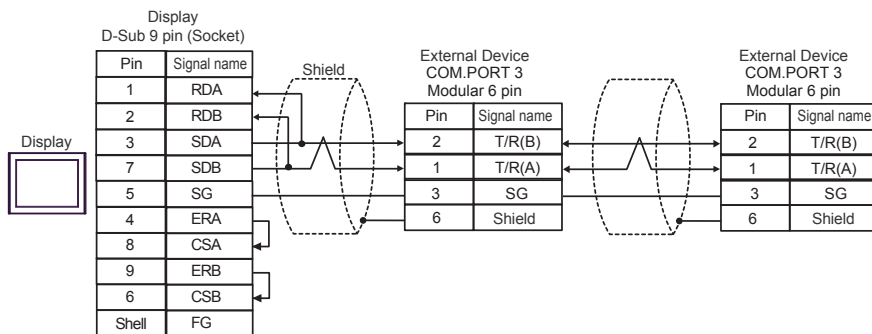 Display
D-Sub 9 pin (Socket)
Pin Signal name
1 RDA
2 RDB
3 SDA
7 SDB
5 SG
4 ERA
8 CSA
9 ERB
6 CSB
Shell FG
Display
Shield
External Device
COM.PORT 3
Modular 6 pin
Pin Signal name
2 T/R(B)
1 T/R(A)
3 SG
6 Shield
External Device
COM.PORT 3
Modular 6 pin
Pin Signal name
2 T/R(B)
1 T/R(A)
3 SG
6 Shield